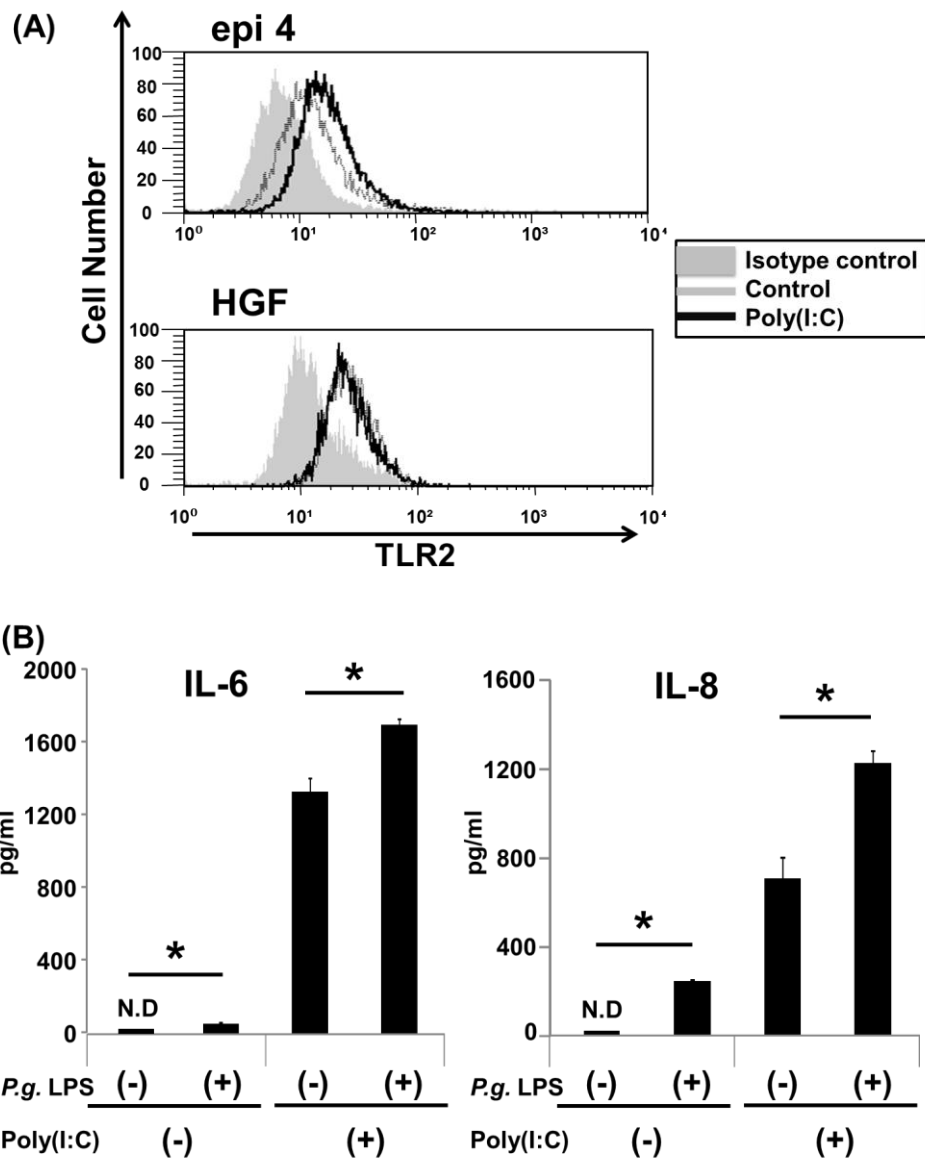 (A)
epi 4
100
80
60
40
20
0
10⁰ 10¹ 10² 10³ 10⁴
HGF
100
80
60
40
20
0
10⁰ 10¹ 10² 10³ 10⁴
Cell Number
TLR2
Isotype control
Control
Poly(I:C)
(B)
IL-6
2000
1600
1200
800
400
0
pg/ml
*
*
N.D
P.g. LPS (-) (+) (-) (+)
Poly(I:C) (-) (+)
IL-8
1600
1200
800
400
0
pg/ml
*
*
N.D
P.g. LPS (-) (+) (-) (+)
Poly(I:C) (-) (+)